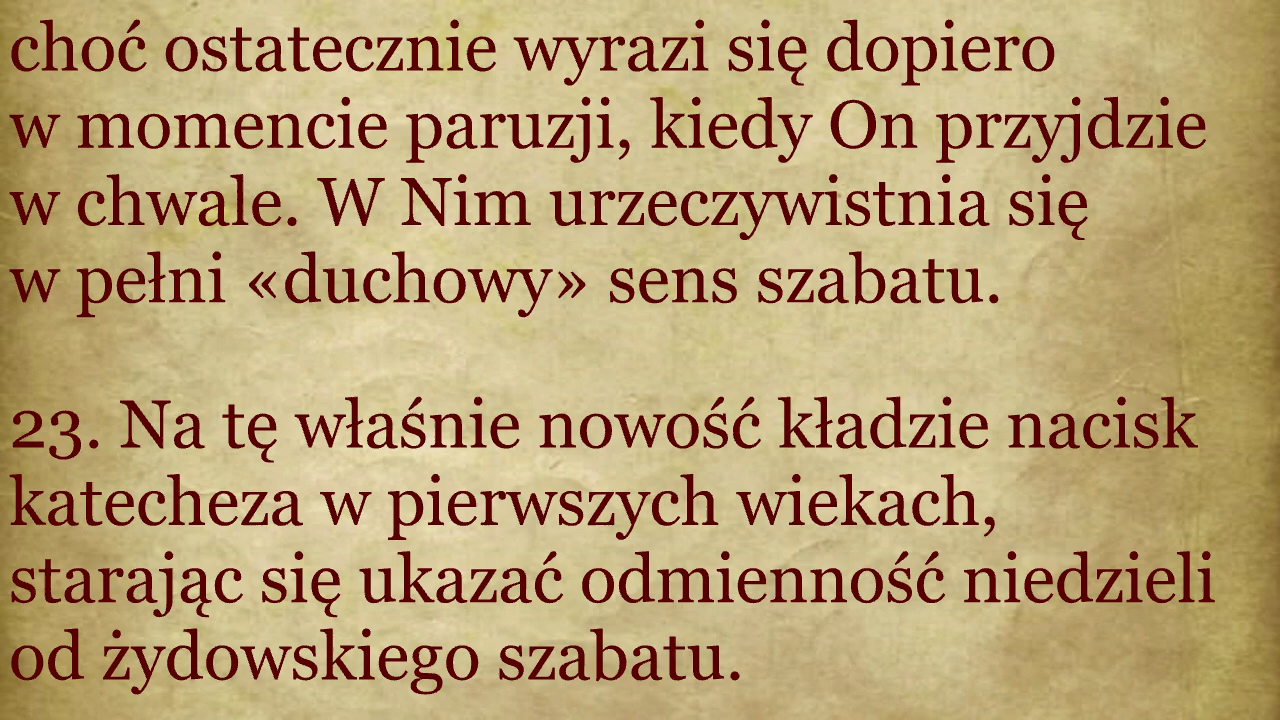 choć ostatecznie wyrazi się dopiero
w momencie paruzji, kiedy On przyjdzie
w chwale. W Nim urzeczywistnia się
w pełni «duchowy» sens szabatu.
23. Na tę właśnie nowość kładzie nacisk
katecheza w pierwszych wiekach,
starając się ukazać odmienność niedzieli
od żydowskiego szabatu.